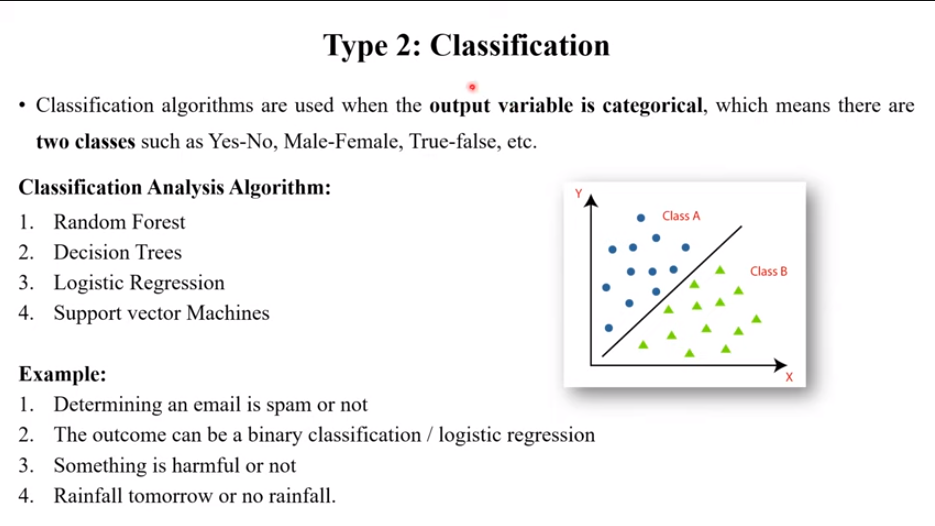 Type 2: Classification
• Classification algorithms are used when the output variable is categorical, which means there are
two classes such as Yes-No, Male-Female, True-false, etc.
Classification Analysis Algorithm:
1. Random Forest
2. Decision Trees
3. Logistic Regression
4. Support vector Machines
Y
Class A
Class B
X
Example:
1. Determining an email is spam or not
2. The outcome can be a binary classification / logistic regression
3. Something is harmful or not
4. Rainfall tomorrow or no rainfall.